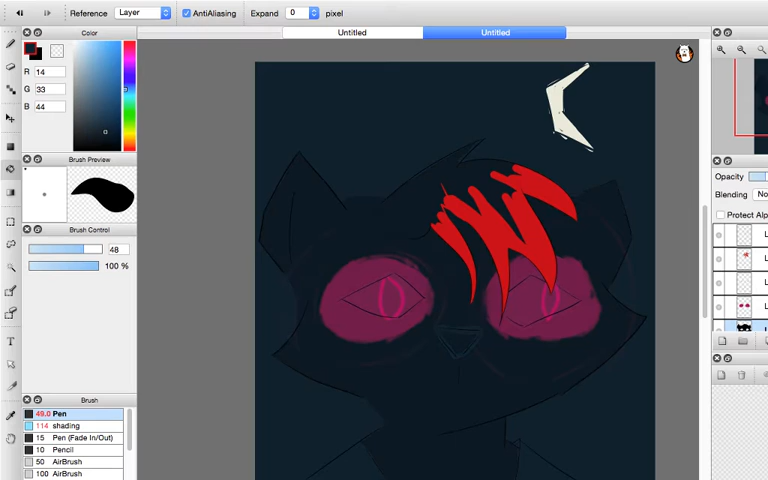 Reference Layer AntiAliasing Expand 0 pixel
Untitled Untitled
Color
R 14
G 33
B 44
Brush Preview
Brush Control
48
100 %
Brush
49.0 Pen
114 shading
15 Pen (Fade In/Out)
10 Pencil
50 AirBrush
100 AirBrush
Opacity
Blending No
Protect Alp
L
L
L
L
L
T